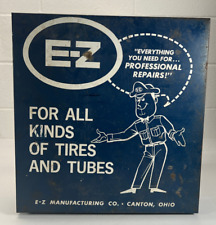 E-Z
"EVERYTHING
YOU NEED FOR...
PROFESSIONAL
REPAIRS!"
FOR ALL
KINDS
OF TIRES
AND TUBES
E-Z MANUFACTURING CO. • CANTON, OHIO